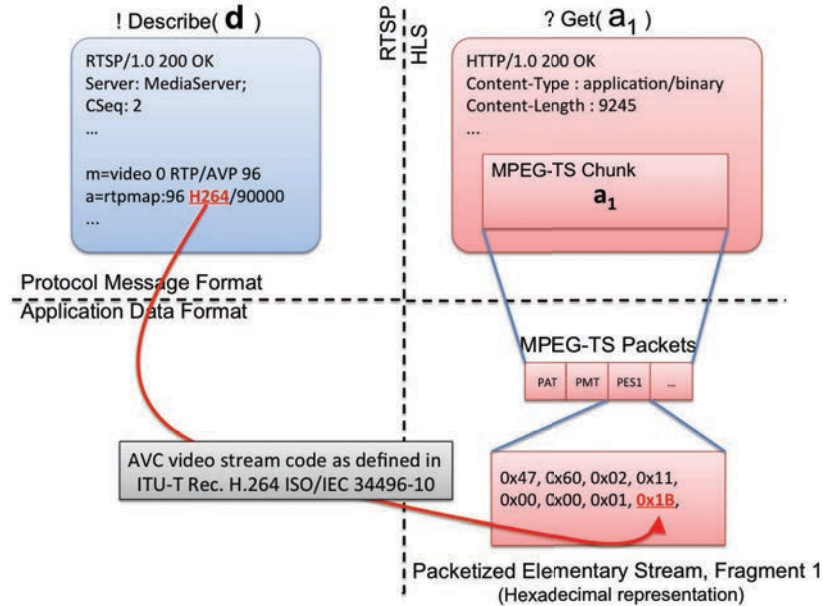 ! Describe( d )
RTSP/1.0 200 OK
Server: MediaServer;
CSeq: 2
...
m=video 0 RTP/AVP 96
a=rtpmap:96 H264/90000
...
RTSP
HLS
? Get( a1 )
HTTP/1.0 200 OK
Content-Type : application/binary
Content-Length : 9245
...
MPEG-TS Chunk
a1
Protocol Message Format
Application Data Format
MPEG-TS Packets
PAT PMT PES1 ...
AVC video stream code as defined in
ITU-T Rec. H.264 ISO/IEC 34496-10
0x47, 0x60, 0x02, 0x11,
0x00, 0x00, 0x01, 0x1B,
Packetized Elementary Stream, Fragment 1
(Hexadecimal representation)